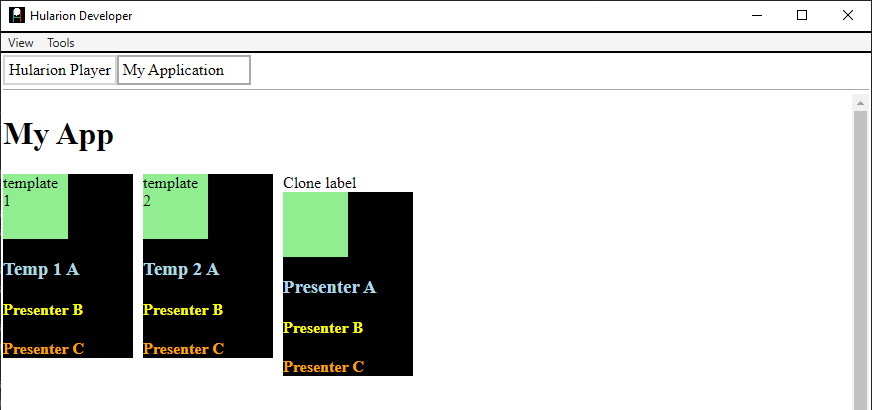 Hularion Developer
View Tools
Hularion Player My Application
My App
template
1
Temp 1 A
Presenter B
Presenter C
template
2
Temp 2 A
Presenter B
Presenter C
Clone label
Presenter A
Presenter B
Presenter C